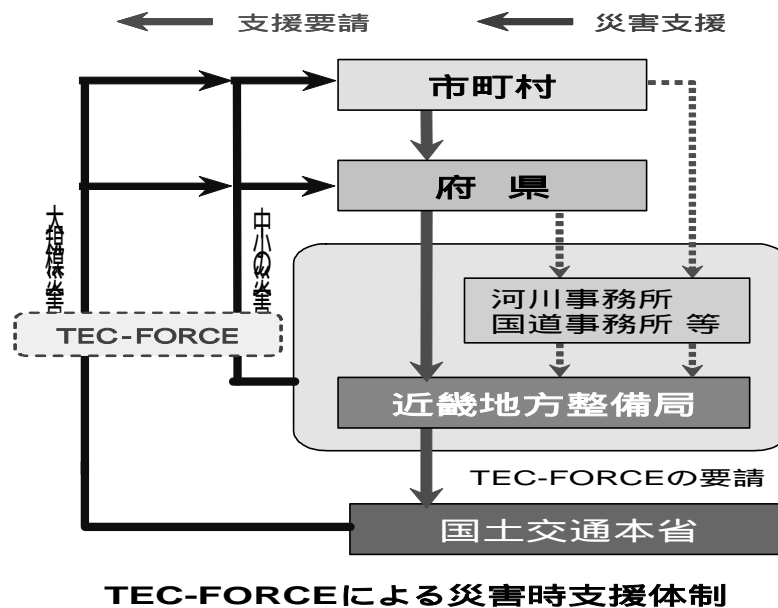 支援要請 災害支援
市町村
府 県
大規模災害
中小の災害
河川事務所
国道事務所 等
TEC-FORCE
近畿地方整備局
TEC-FORCEの要請
国土交通本省
TEC-FORCEによる災害時支援体制